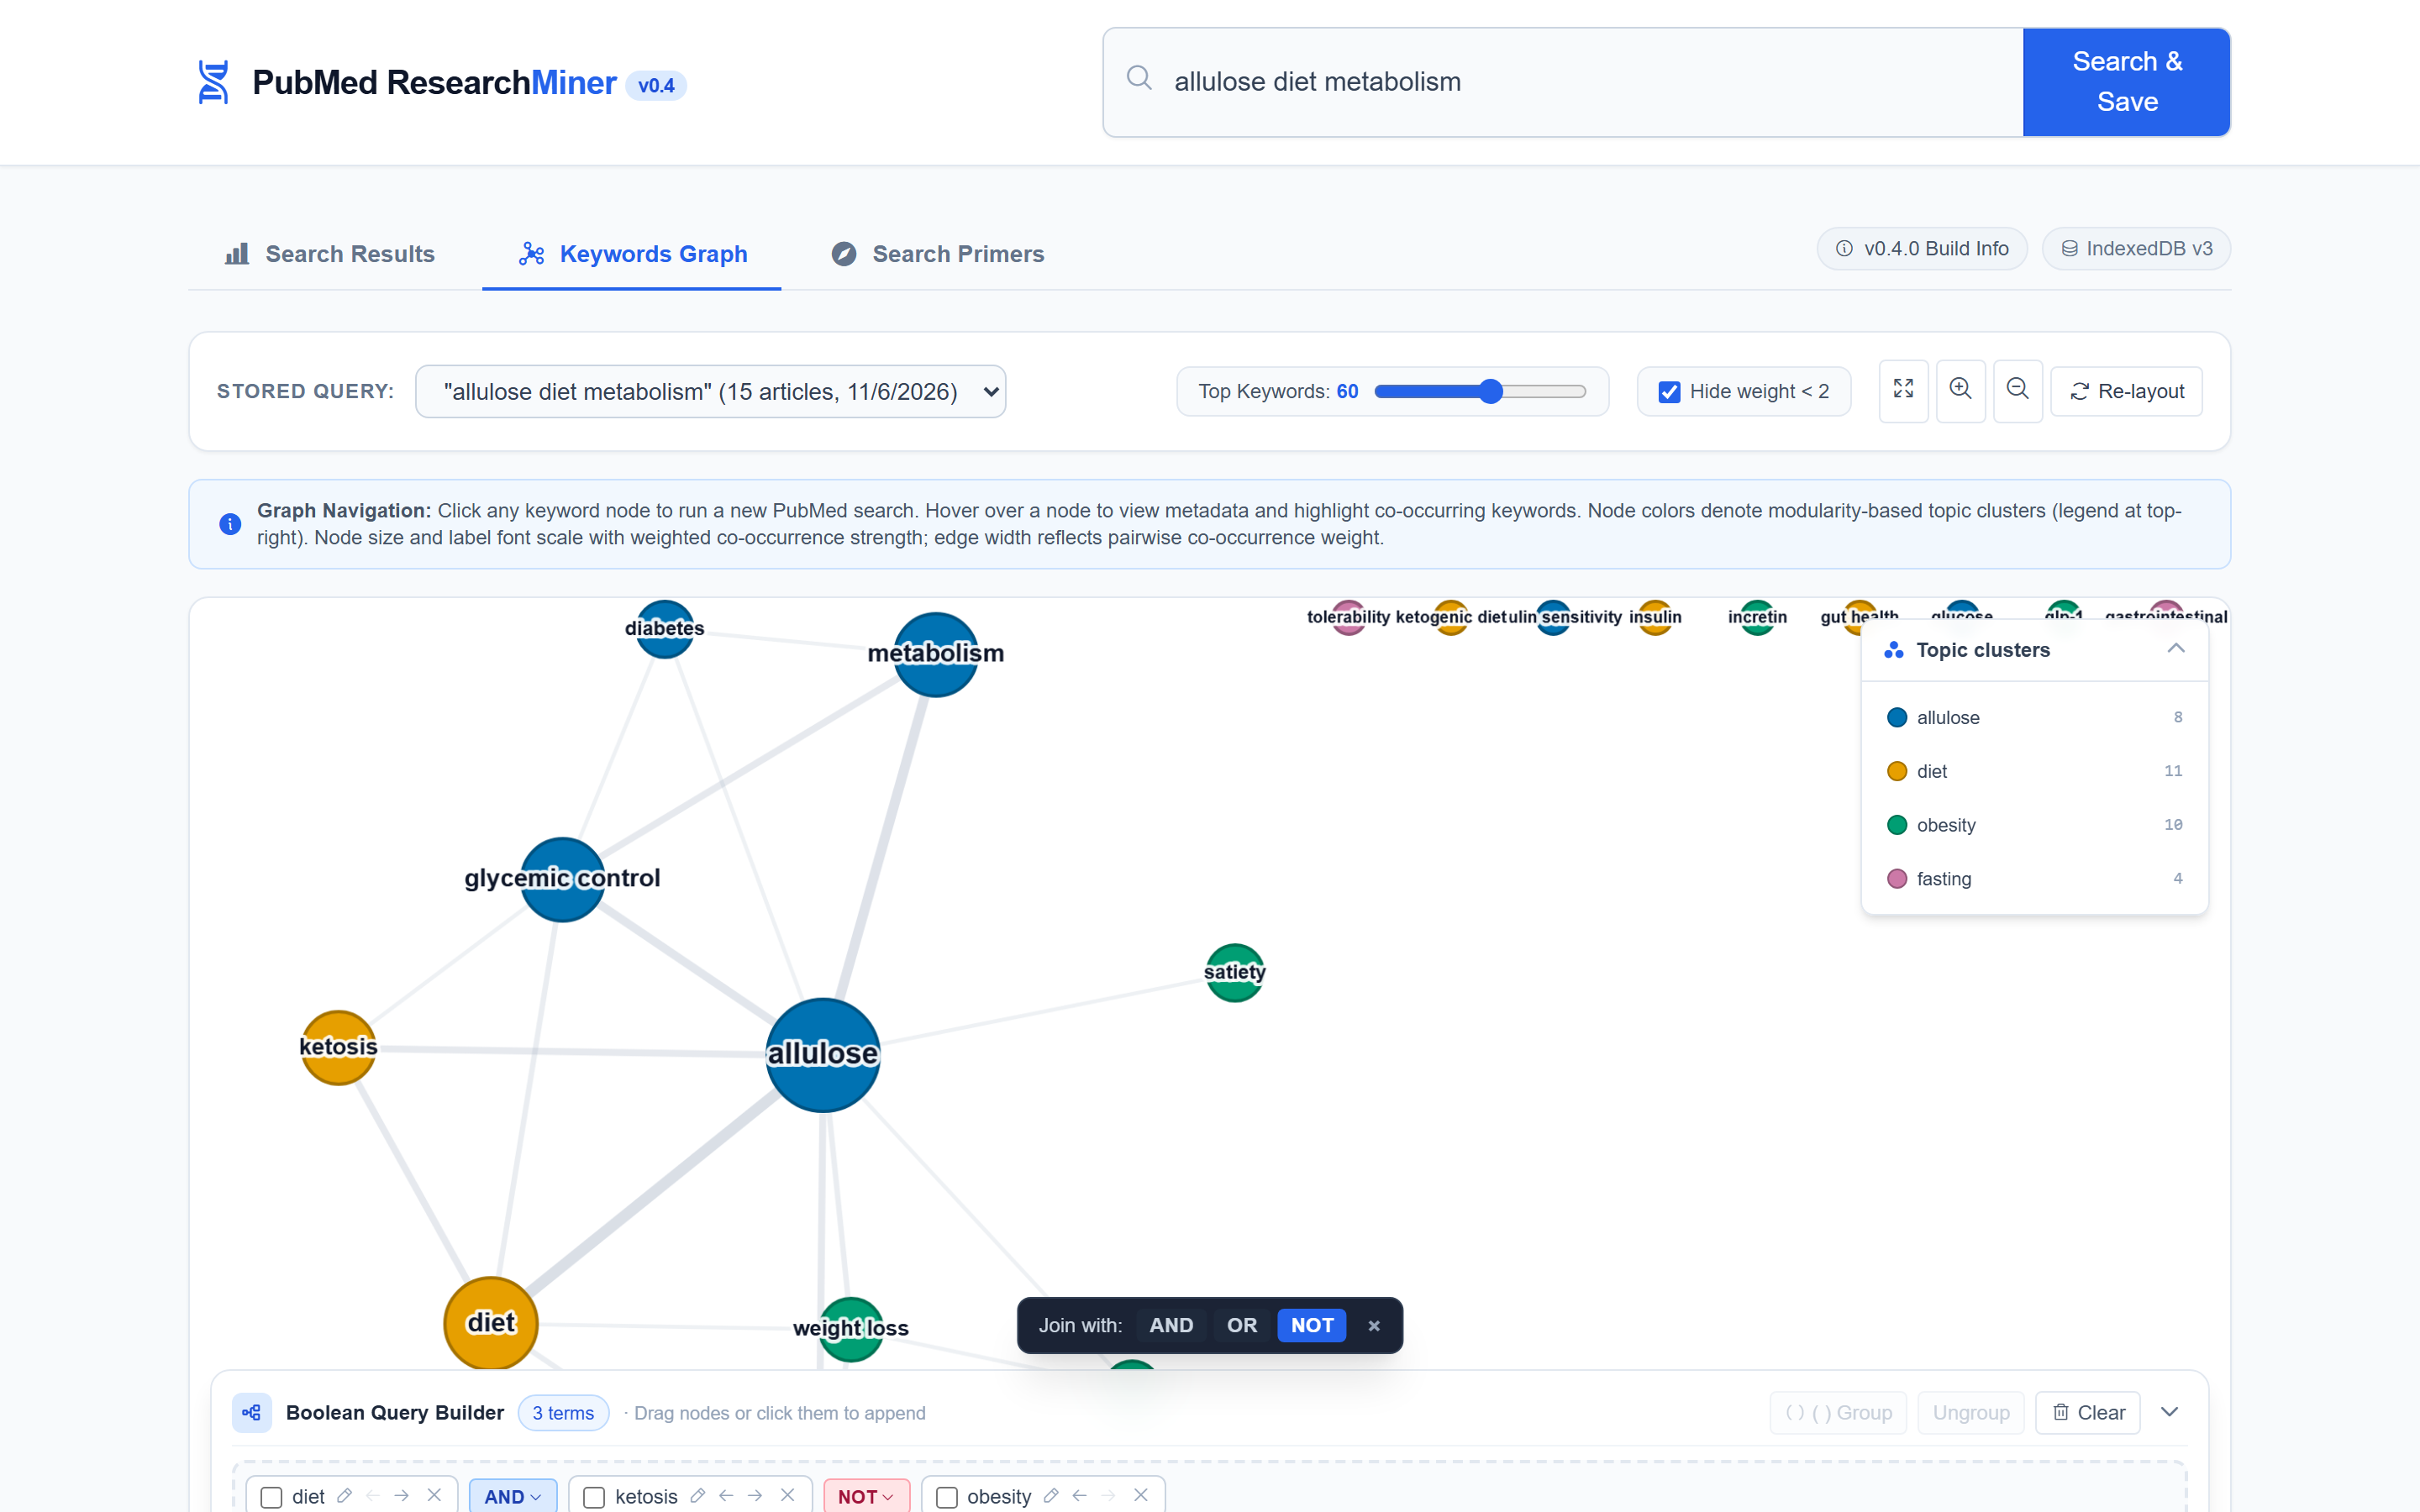 PubMed ResearchMiner v0.4
allulose diet metabolism
Search &
Save
Search Results
Keywords Graph
Search Primers
v0.4.0 Build Info
IndexedDB v3
STORED QUERY:
"allulose diet metabolism" (15 articles, 11/6/2026)
Top Keywords: 60
Hide weight < 2
Re-layout
Graph Navigation: Click any keyword node to run a new PubMed search. Hover over a node to view metadata and highlight co-occurring keywords. Node colors denote modularity-based topic clusters (legend at top-
right). Node size and label font scale with weighted co-occurrence strength; edge width reflects pairwise co-occurrence weight.
tolerability ketogenic diet ulin sensitivity insulin incretin gut health glucose glp-1 gastrointestinal
diabetes
metabolism
Topic clusters
allulose 8
diet 11
obesity 10
fasting 4
glycemic control
satiety
ketosis
allulose
diet
weight loss
Join with: AND OR NOT ×
Boolean Query Builder 3 terms · Drag nodes or click them to append
( ) Group
Ungroup
Clear
diet AND ketosis NOT obesity